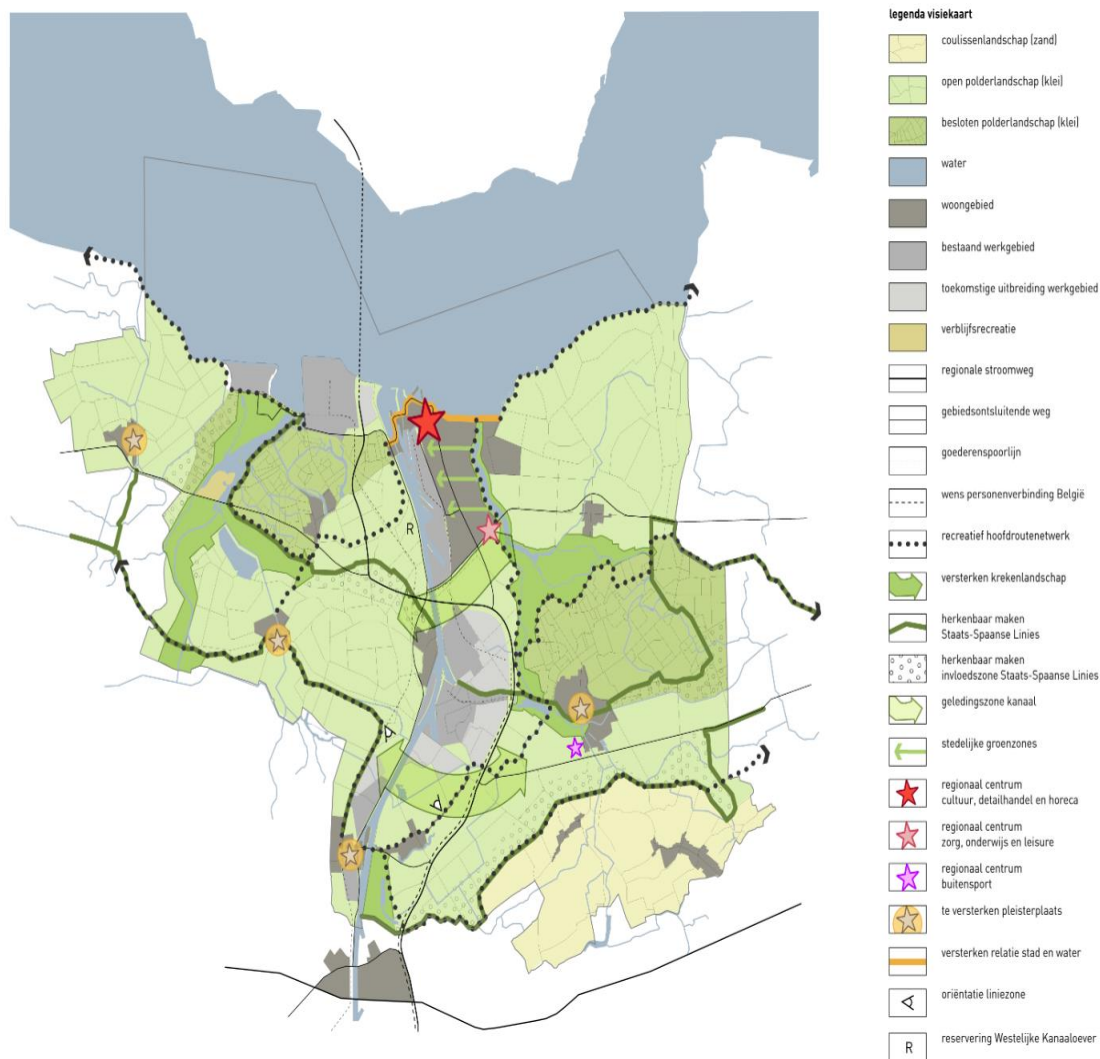 legenda visiekaart
coulissenlandschap (zand)
open polderlandschap (klei)
besloten polderlandschap (klei)
water
woongebied
bestaand werkgebied
toekomstige uitbreiding werkgebied
verblijfsrecreatie
regionale stroomweg
gebiedsontsluitende weg
goederenspoorlijn
wens personenverbinding België
recreatief hoofdroutenetwerk
versterken krekenlandschap
herkenbaar maken
Staats-Spaanse Linies
herkenbaar maken
invloedszone Staats-Spaanse Linies
geledingszone kanaal
stedelijke groenzones
regionaal centrum
cultuur, detailhandel en horeca
regionaal centrum
zorg, onderwijs en leisure
regionaal centrum
buitensport
te versterken pleisterplaats
versterken relatie stad en water
oriëntatie liniezone
R reservering Westelijke Kanaaloever
R